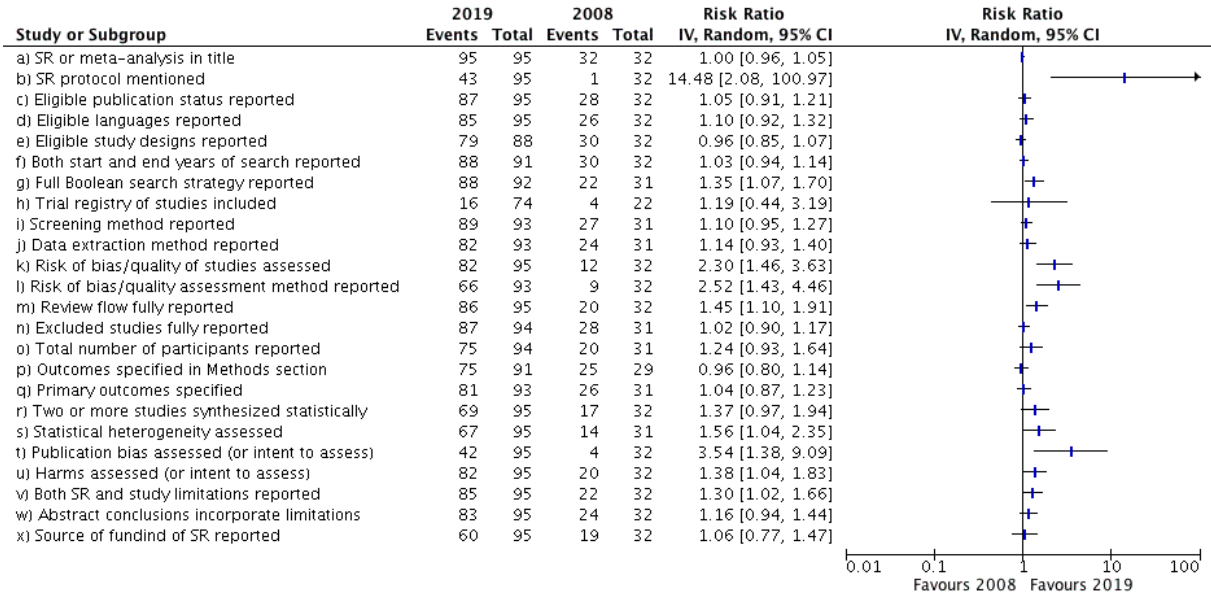 2019 2008 Risk Ratio Risk Ratio
Study or Subgroup Events Total Events Total IV, Random, 95% CI IV, Random, 95% CI
a) SR or meta-analysis in title 95 95 32 32 1.00 [0.96, 1.05]
b) SR protocol mentioned 43 95 1 32 14.48 [2.08, 100.97]
c) Eligible publication status reported 87 95 28 32 1.05 [0.91, 1.21]
d) Eligible languages reported 85 95 26 32 1.10 [0.92, 1.32]
e) Eligible study designs reported 79 88 30 32 0.96 [0.85, 1.07]
f) Both start and end years of search reported 88 91 30 32 1.03 [0.94, 1.14]
g) Full Boolean search strategy reported 88 92 22 31 1.35 [1.07, 1.70]
h) Trial registry of studies included 16 74 4 22 1.19 [0.44, 3.19]
i) Screening method reported 89 93 27 31 1.10 [0.95, 1.27]
j) Data extraction method reported 82 93 24 31 1.14 [0.93, 1.40]
k) Risk of bias/quality of studies assessed 82 95 12 32 2.30 [1.46, 3.63]
l) Risk of bias/quality assessment method reported 66 93 9 32 2.52 [1.43, 4.46]
m) Review flow fully reported 86 95 20 32 1.45 [1.10, 1.91]
n) Excluded studies fully reported 87 94 28 31 1.02 [0.90, 1.17]
o) Total number of participants reported 75 94 20 31 1.24 [0.93, 1.64]
p) Outcomes specified in Methods section 75 91 25 29 0.96 [0.80, 1.14]
q) Primary outcomes specified 81 93 26 31 1.04 [0.87, 1.23]
r) Two or more studies synthesized statistically 69 95 17 32 1.37 [0.97, 1.94]
s) Statistical heterogeneity assessed 67 95 14 31 1.56 [1.04, 2.35]
t) Publication bias assessed (or intent to assess) 42 95 4 32 3.54 [1.38, 9.09]
u) Harms assessed (or intent to assess) 82 95 20 32 1.38 [1.04, 1.83]
v) Both SR and study limitations reported 85 95 22 32 1.30 [1.02, 1.66]
w) Abstract conclusions incorporate limitations 83 95 24 32 1.16 [0.94, 1.44]
x) Source of fundind of SR reported 60 95 19 32 1.06 [0.77, 1.47]
0.01 0.1 1 10 100
Favours 2008 Favours 2019